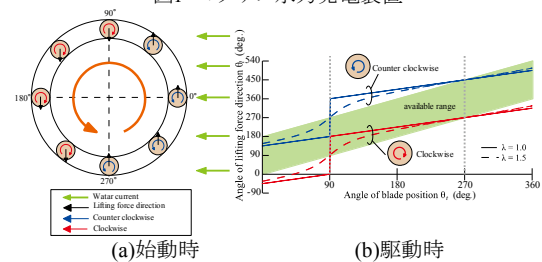 90°
180°
0°
270°
Watar current
Lifting force direction
Counter clockwise
Clockwise
(a)始動時
Angle of lifting force direction θf (deg.)
540
450
360
270
180
90
0
-90
Counter clockwise
available range
Clockwise
λ = 1.0
λ = 1.5
90
180
270
360
Angle of blade position θr (deg.)
(b)駆動時